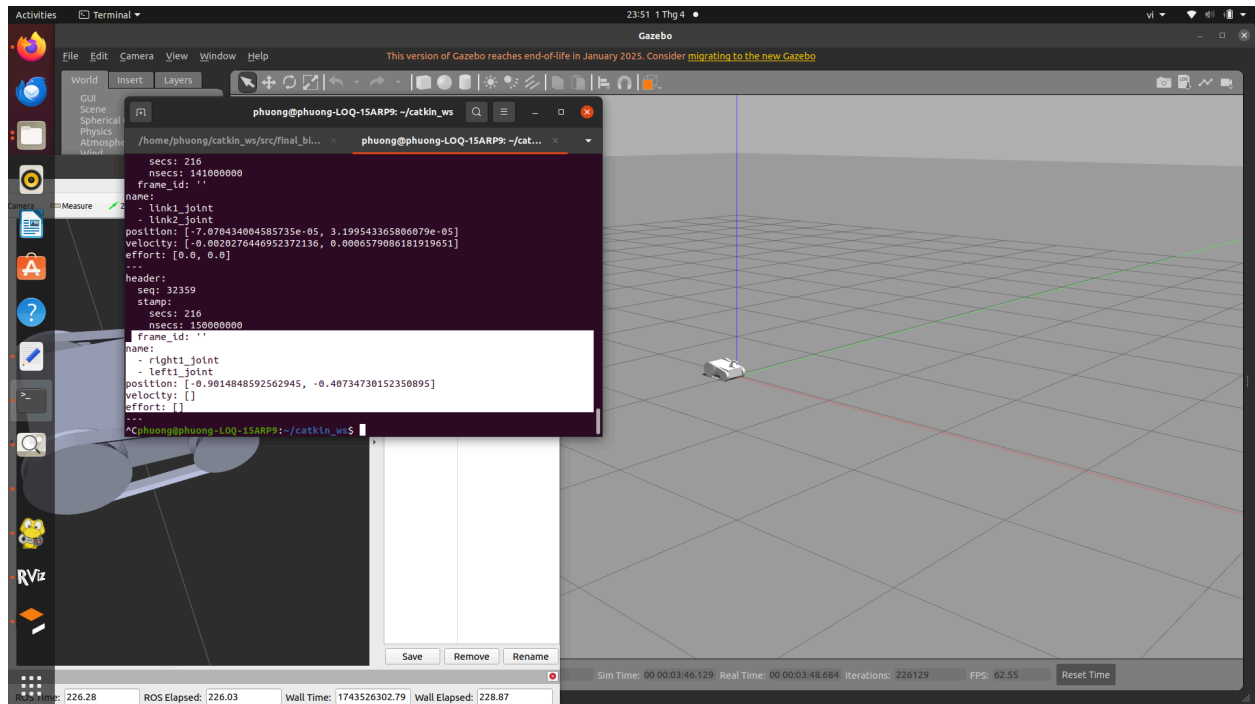 Activities Terminal 23:51 1 Thg 4 vi
Gazebo
File Edit Camera View Window Help This version of Gazebo reaches end-of-life in January 2025. Consider migrating to the new Gazebo
World Insert Layers
GUI
Scene
Spherical
Physics
Atmosphe
Wind
phuong@phuong-LOQ-15ARP9: ~/catkin_ws
/home/phuong/catkin_ws/src/final_bi... phuong@phuong-LOQ-15ARP9: ~/cat...
secs: 216
nsecs: 141000000
frame_id: ''
name:
- link1_joint
- link2_joint
position: [-7.070434004585735e-05, 3.199543365806079e-05]
velocity: [-0.0020276446952372136, 0.0006579086181919651]
effort: [0.0, 0.0]
---
header:
seq: 32359
stamp:
secs: 216
nsecs: 150000000
frame_id: ''
name:
- right1_joint
- left1_joint
position: [-0.9014848592562945, -0.40734730152350895]
velocity: []
effort: []
---
^Cphuong@phuong-LOQ-15ARP9:~/catkin_ws$
Camera Measure 2
RViz
Save Remove Rename
Sim Time: 00 00:03:46.129 Real Time: 00 00:03:48.684 Iterations: 226129 FPS: 62.55 Reset Time
ROS Time: 226.28 ROS Elapsed: 226.03 Wall Time: 1743526302.79 Wall Elapsed: 228.87